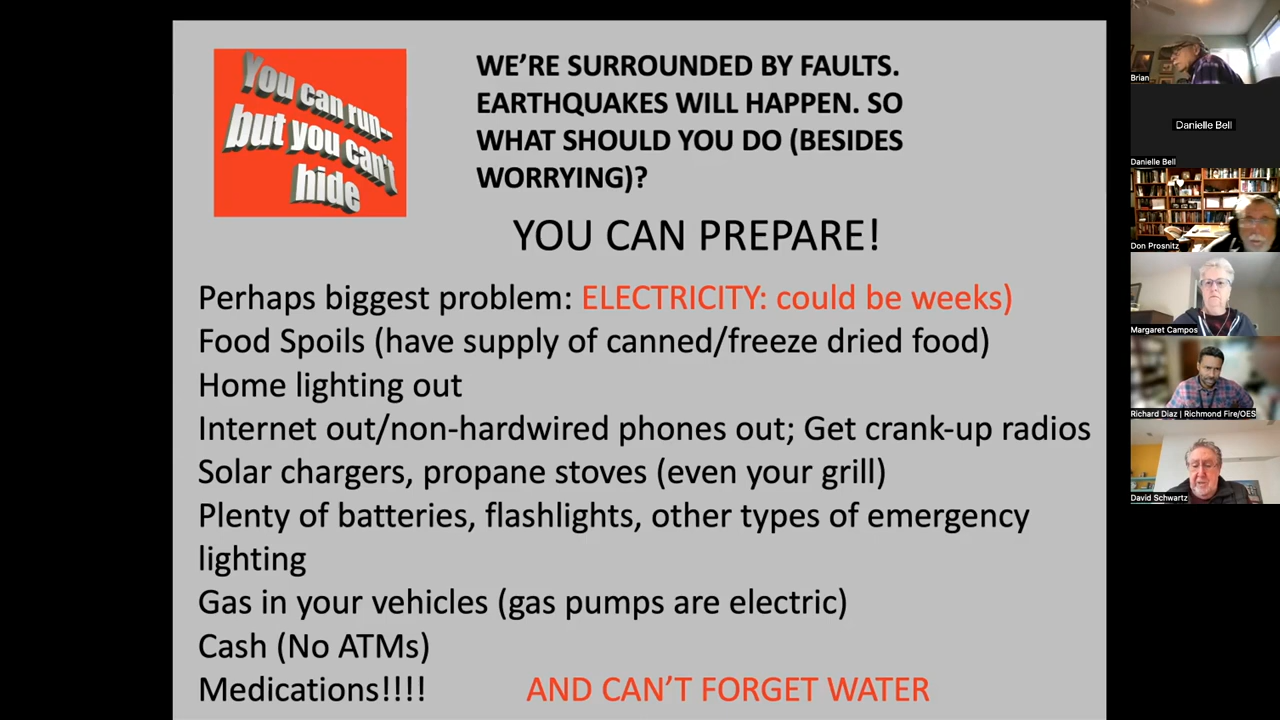 You can run--
but you can't
hide
WE’RE SURROUNDED BY FAULTS.
EARTHQUAKES WILL HAPPEN. SO
WHAT SHOULD YOU DO (BESIDES
WORRYING)?
YOU CAN PREPARE!
Perhaps biggest problem: ELECTRICITY: could be weeks)
Food Spoils (have supply of canned/freeze dried food)
Home lighting out
Internet out/non-hardwired phones out; Get crank-up radios
Solar chargers, propane stoves (even your grill)
Plenty of batteries, flashlights, other types of emergency
lighting
Gas in your vehicles (gas pumps are electric)
Cash (No ATMs)
Medications!!!! AND CAN’T FORGET WATER
Brian
Danielle Bell
Danielle Bell
Don Prosnitz
Margaret Campos
Richard Diaz | Richmond Fire/OES
David Schwartz